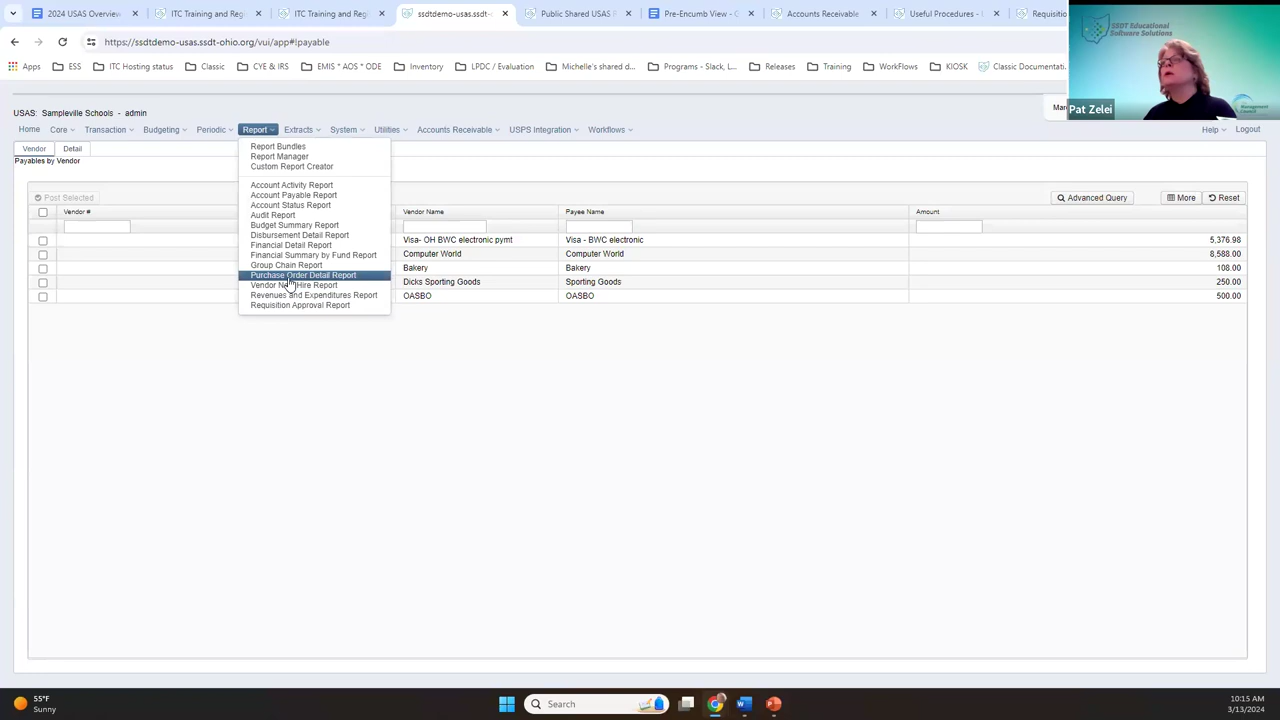 2024 USAS Overview
ITC Training and Reg
ITC Training and Reg
ssdtdemo-usas.ssdt-
Public Shared USAS
Pre-Encumb View
Accounts Receivable
Useful Procedures -
Requisitio
https://ssdtdemo-usas.ssdt-ohio.org/vui/app#!payable
Apps
ESS
ITC Hosting status
Classic
CYE & IRS
EMIS * AOS * ODE
Inventory
LPDC / Evaluation
Michelle's shared d...
Programs - Slack, L...
Releases
Training
WorkFlows
KIOSK
Classic Documentati...
SSDT Educational
Software Solutions
Management
Council
Pat Zelei
USAS: Sampleville Schools - admin
Home Core Transaction Budgeting Periodic Report Extracts System Utilities Accounts Receivable USPS Integration Workflows Help Logout
Vendor Detail
Payables by Vendor
Report Bundles
Report Manager
Custom Report Creator
Account Activity Report
Account Payable Report
Account Status Report
Audit Report
Budget Summary Report
Disbursement Detail Report
Financial Detail Report
Financial Summary by Fund Report
Group Chain Report
Purchase Order Detail Report
Vendor New Hire Report
Revenues and Expenditures Report
Requisition Approval Report
Post Selected Advanced Query More Reset
Vendor # Vendor Name Payee Name Amount
Visa- OH BWC electronic pymt Visa - BWC electronic 5,376.98
Computer World Computer World 8,588.00
Bakery Bakery 108.00
Dicks Sporting Goods Sporting Goods 250.00
OASBO OASBO 500.00
55°F
Sunny
Search
10:15 AM
3/13/2024